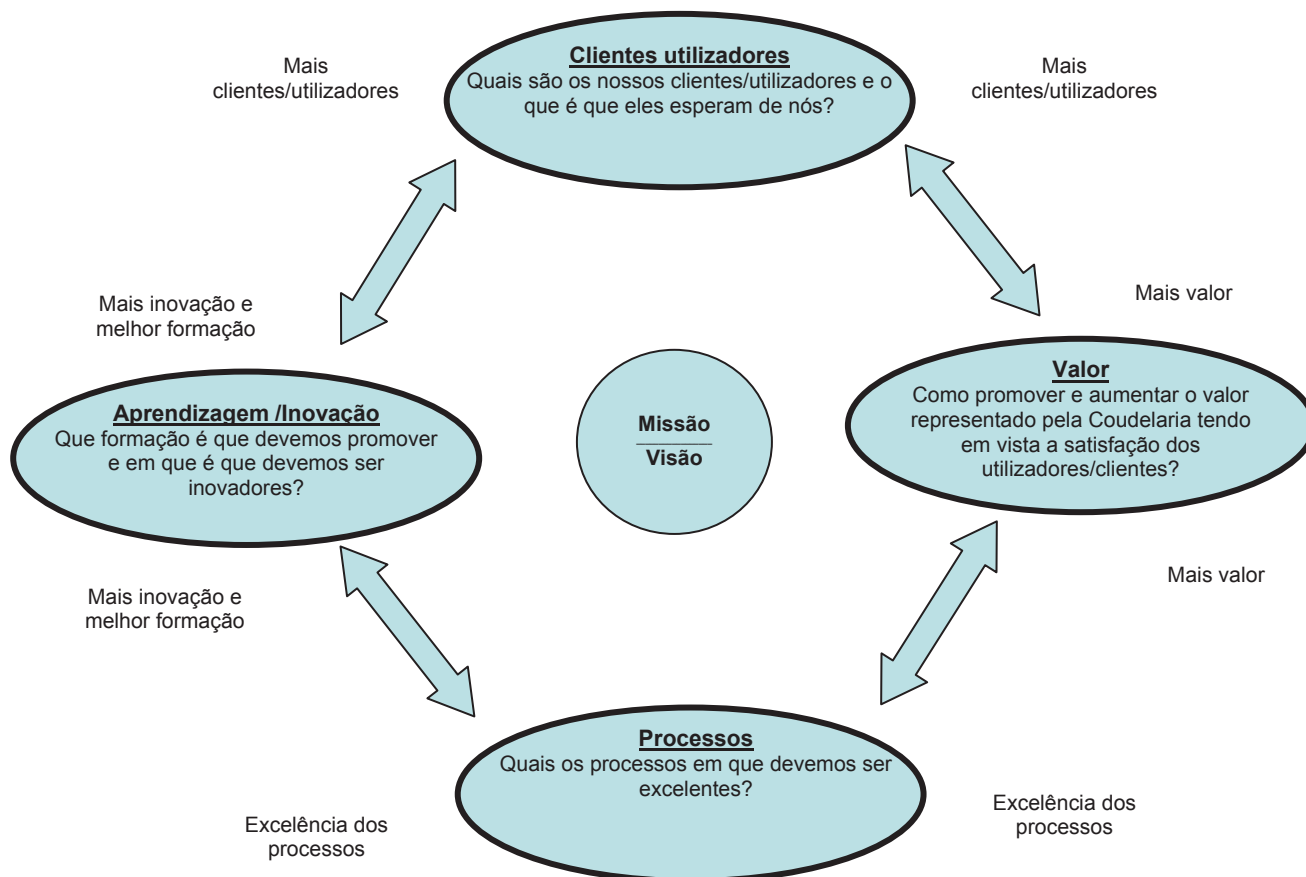 Clientes utilizadores
Quais são os nossos clientes/utilizadores e o
que é que eles esperam de nós?
Mais
clientes/utilizadores
Mais
clientes/utilizadores
Mais inovação e
melhor formação
Mais valor
Aprendizagem /Inovação
Que formação é que devemos promover
e em que é que devemos ser
inovadores?
Missão
Visão
Valor
Como promover e aumentar o valor
representado pela Coudelaria tendo
em vista a satisfação dos
utilizadores/clientes?
Mais inovação e
melhor formação
Mais valor
Processos
Quais os processos em que devemos ser
excelentes?
Excelência dos
processos
Excelência dos
processos